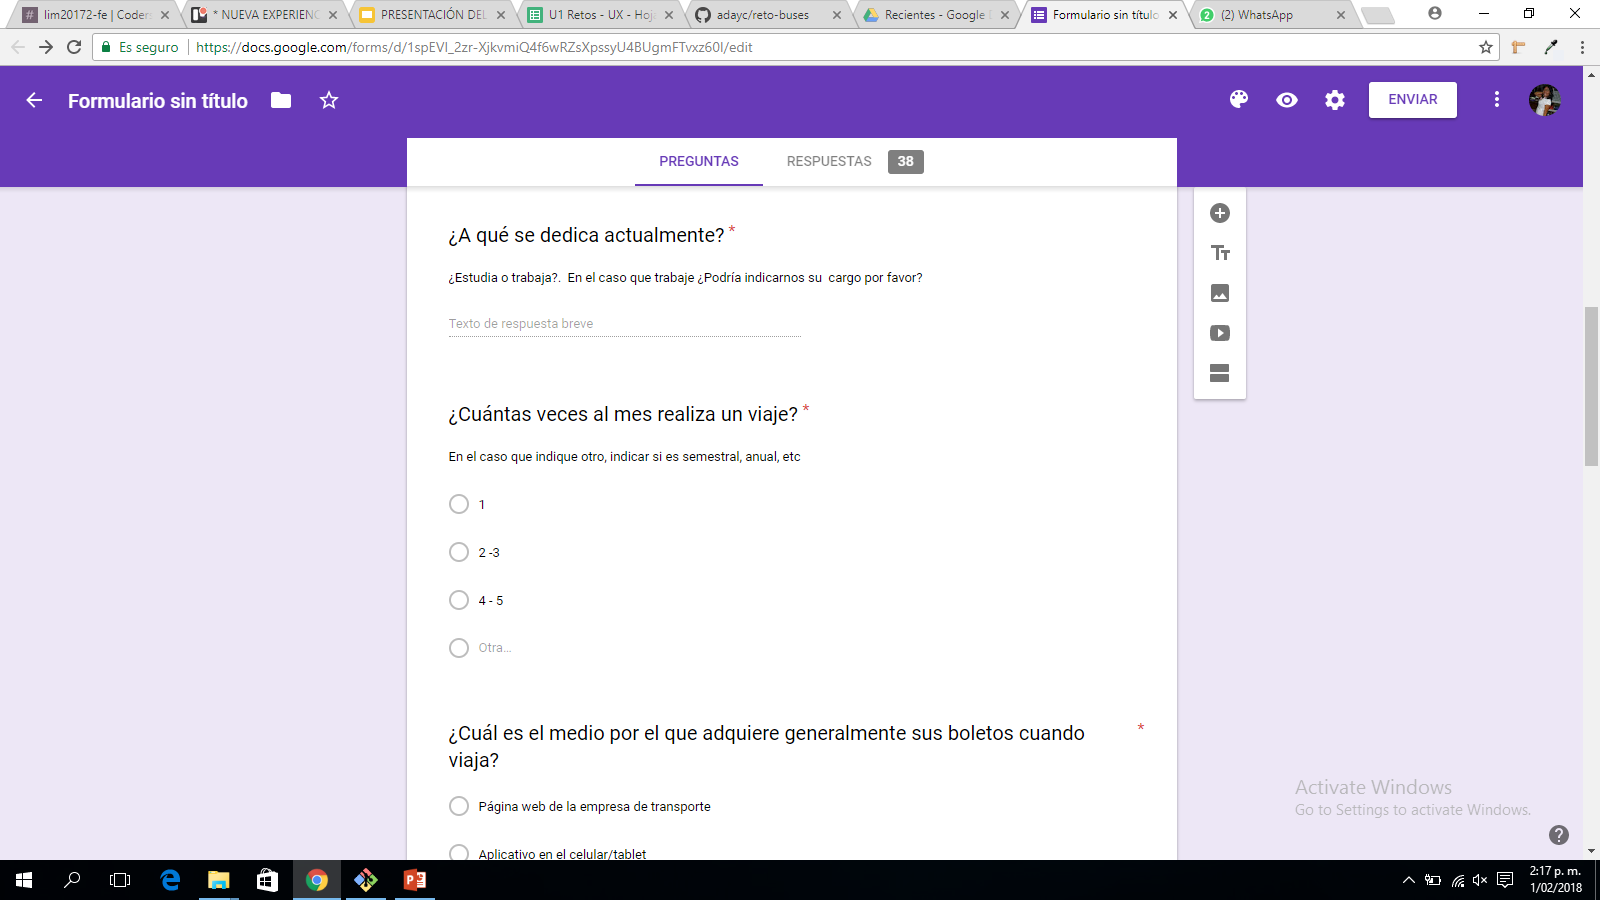 lim20172-fe | Coders
* NUEVA EXPERIENC
PRESENTACIÓN DEL
U1 Retos - UX - Hoj
adayc/reto-buses
Recientes - Google
Formulario sin título
(2) WhatsApp
Es seguro
https://docs.google.com/forms/d/1spEVI_2zr-XjkvmiQ4f6wRZsXpssyU4BUgmFTvxz60I/edit
Formulario sin título
ENVIAR
PREGUNTAS
RESPUESTAS 38
¿A qué se dedica actualmente? *
¿Estudia o trabaja?. En el caso que trabaje ¿Podría indicarnos su cargo por favor?
Texto de respuesta breve
¿Cuántas veces al mes realiza un viaje? *
En el caso que indique otro, indicar si es semestral, anual, etc
1
2 -3
4 - 5
Otra...
¿Cuál es el medio por el que adquiere generalmente sus boletos cuando *
viaja?
Página web de la empresa de transporte
Aplicativo en el celular/tablet
Activate Windows
Go to Settings to activate Windows.
2:17 p. m.
1/02/2018